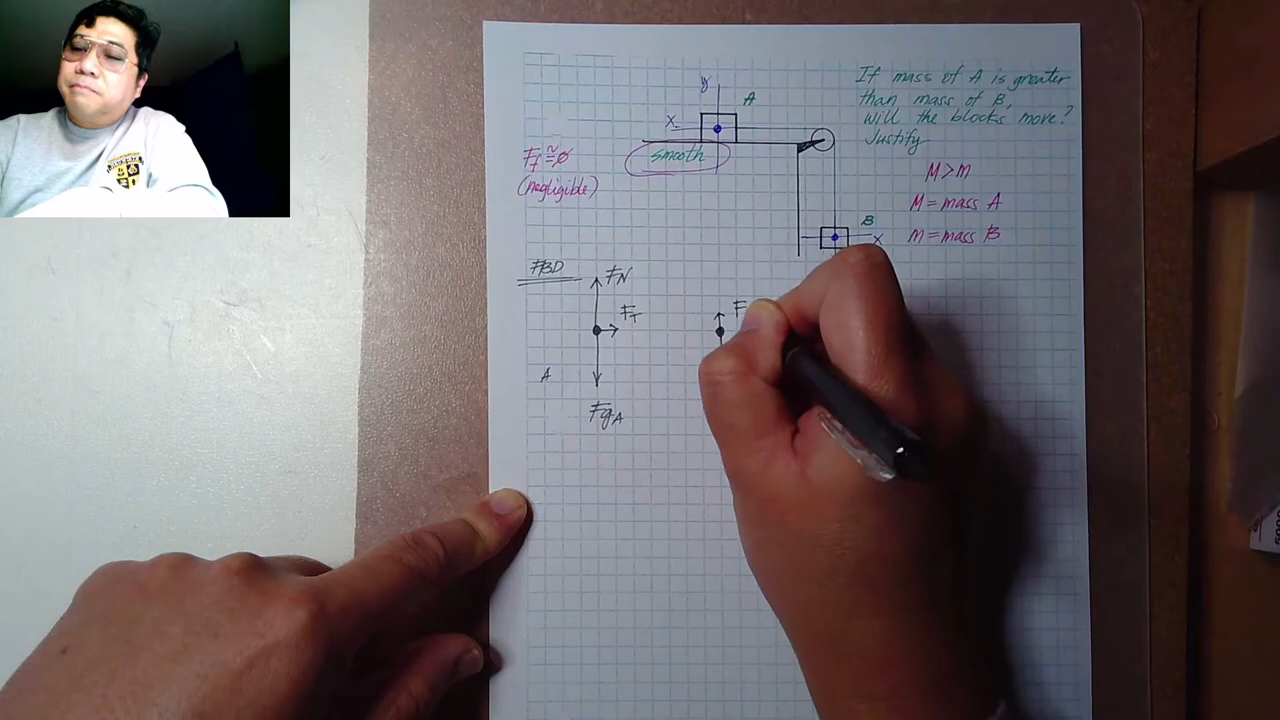 If mass of A is greater
than mass of B,
will the blocks move?
Justify
y
A
X
smooth
Ff ≈ 0
(negligible)
M > m
M = mass A
B
X
m = mass B
FBD
FN
FT
F
A
FgA